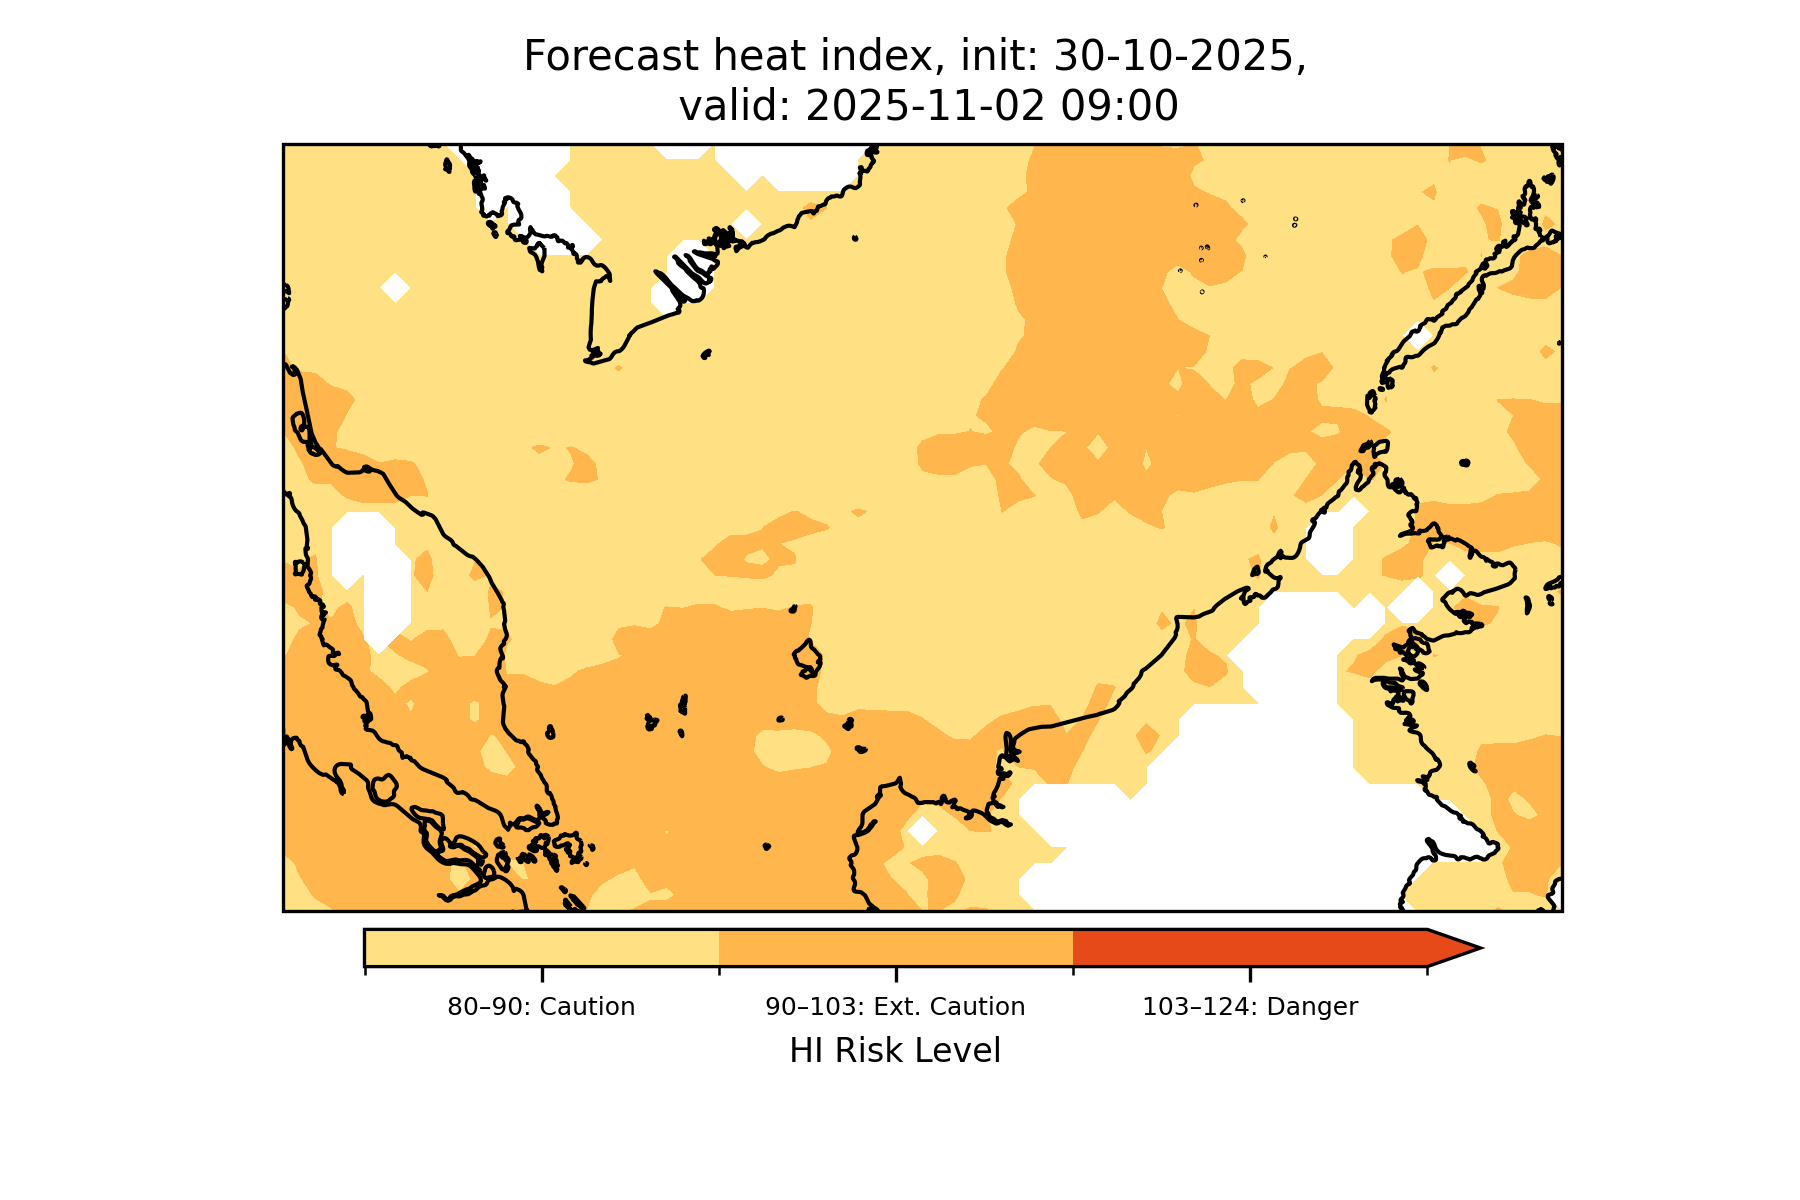 Forecast heat index, init: 30-10-2025,
valid: 2025-11-02 09:00
80–90: Caution
90–103: Ext. Caution
103–124: Danger
HI Risk Level